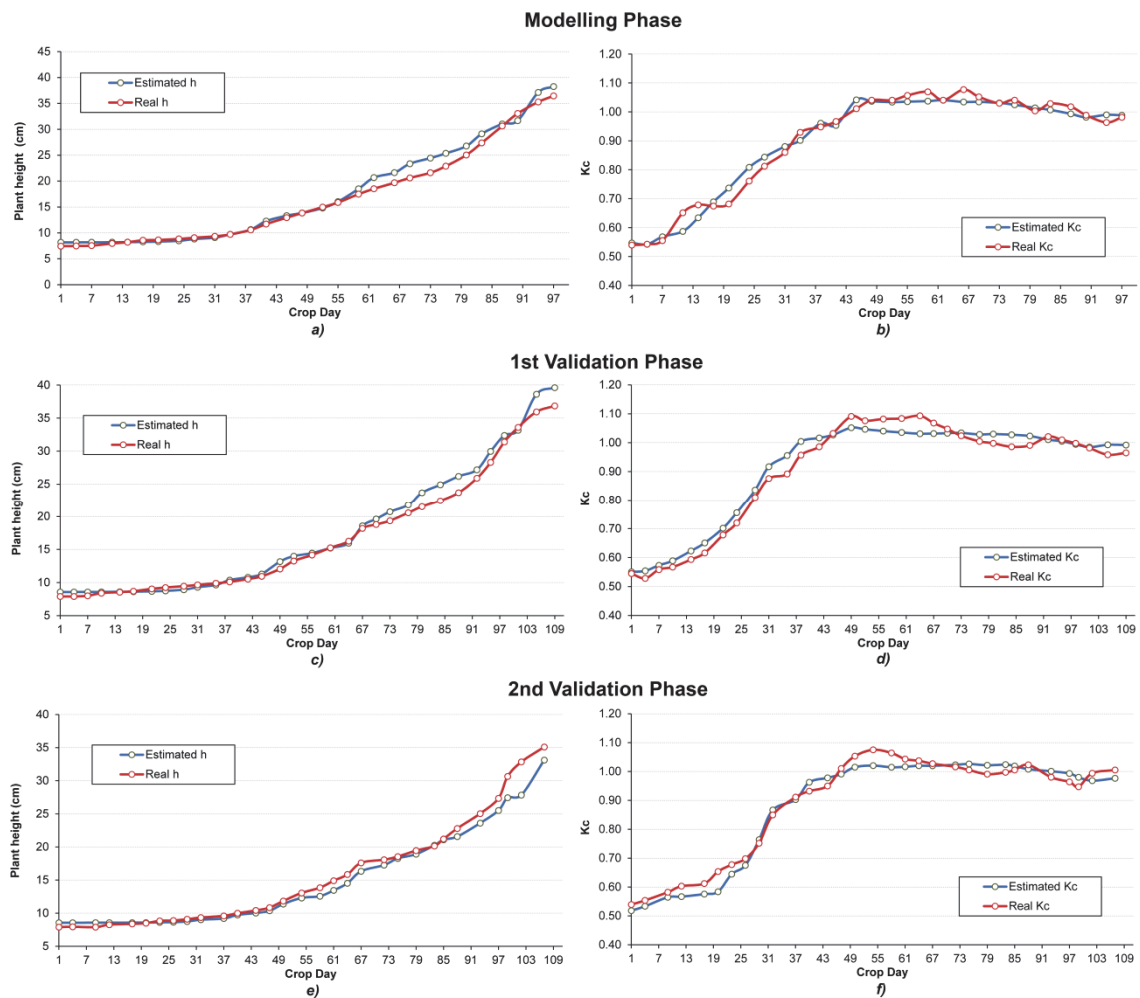 Modelling Phase
45
40
35
30
25
20
15
10
5
0
Plant height (cm)
Estimated h
Real h
1 7 13 19 25 31 37 43 49 55 61 67 73 79 85 91 97
Crop Day
a)
1.20
1.10
1.00
0.90
0.80
0.70
0.60
0.50
0.40
Kc
Estimated Kc
Real Kc
1 7 13 19 25 31 37 43 49 55 61 67 73 79 85 91 97
Crop Day
b)
1st Validation Phase
40
35
30
25
20
15
10
5
Plant height (cm)
Estimated h
Real h
1 7 13 19 25 31 37 43 49 55 61 67 73 79 85 91 97 103 109
Crop Day
c)
1.20
1.10
1.00
0.90
0.80
0.70
0.60
0.50
0.40
Kc
Estimated Kc
Real Kc
1 7 13 19 25 31 37 43 49 55 61 67 73 79 85 91 97 103 109
Crop Day
d)
2nd Validation Phase
40
35
30
25
20
15
10
5
Plant height (cm)
Estimated h
Real h
1 7 13 19 25 31 37 43 49 55 61 67 73 79 85 91 97 103 109
Crop Day
e)
1.20
1.10
1.00
0.90
0.80
0.70
0.60
0.50
0.40
Kc
Estimated Kc
Real Kc
1 7 13 19 25 31 37 43 49 55 61 67 73 79 85 91 97 103 109
Crop Day
f)